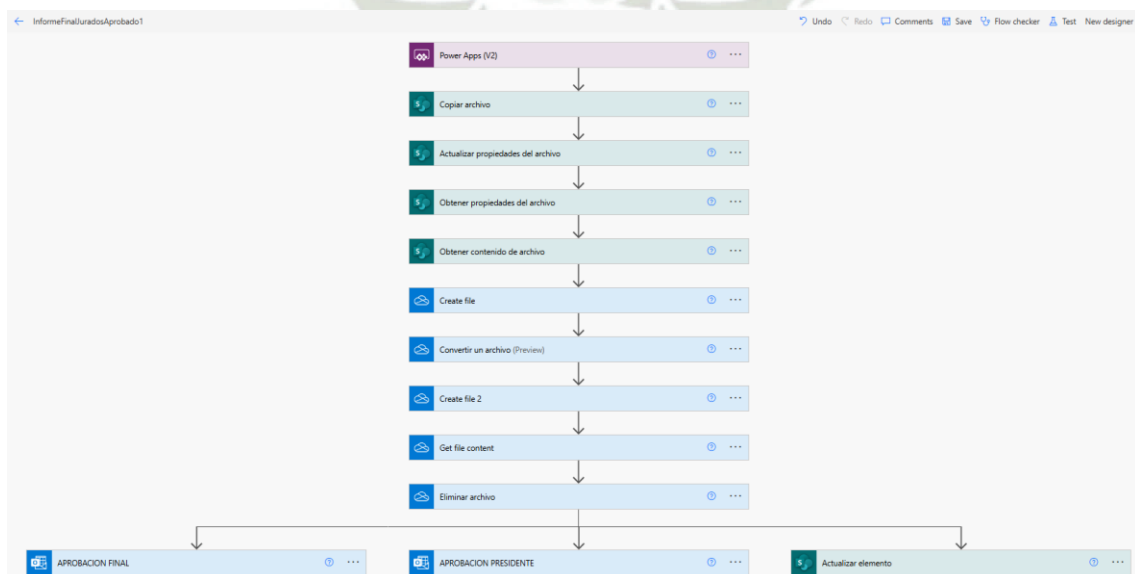 InformeFinalJuradosAprobado1
Undo Redo Comments Save Flow checker Test New designer
Power Apps (V2)
Copiar archivo
Actualizar propiedades del archivo
Obtener propiedades del archivo
Obtener contenido de archivo
Create file
Convertir un archivo (Preview)
Create file 2
Get file content
Eliminar archivo
APROBACION FINAL
APROBACION PRESIDENTE
Actualizar elemento